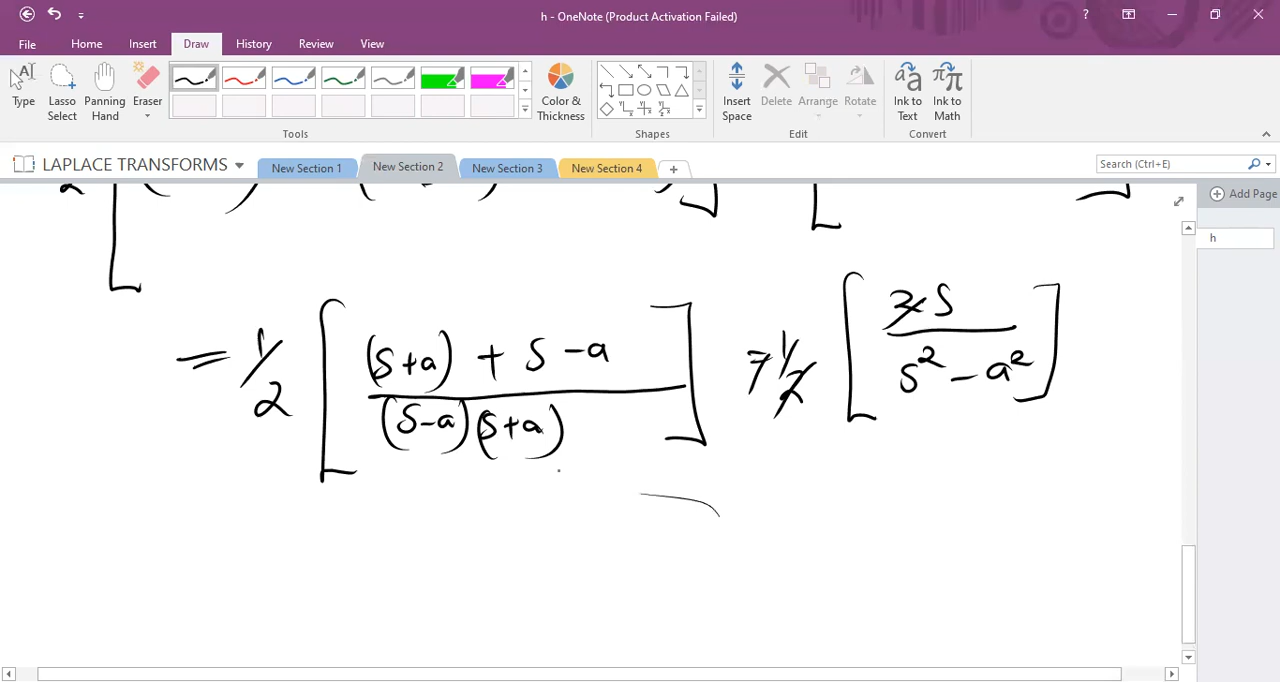 h - OneNote (Product Activation Failed)
?
File Home Insert Draw History Review View
Type
Lasso Select
Panning Hand
Eraser
Color & Thickness
Insert Space
Delete
Arrange
Rotate
Ink to Text
Ink to Math
Tools
Shapes
Edit
Convert
LAPLACE TRANSFORMS New Section 1 New Section 2 New Section 3 New Section 4 Search (Ctrl+E)
Add Page
h
= 1/2 [ ((s+a) + s-a) / ((s-a)(s+a)) ] = 1/2 [ 2s / (s² - a²) ]